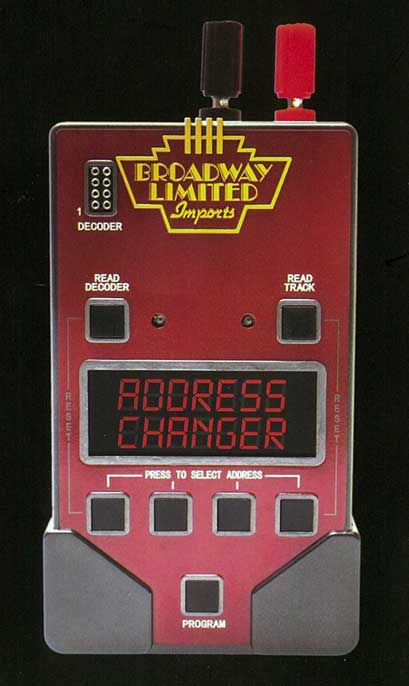 BROADWAY
LIMITED
Imports
1
DECODER
READ
DECODER
READ
TRACK
RESET
RESET
ADDRESS
CHANGER
PRESS TO SELECT ADDRESS
PROGRAM